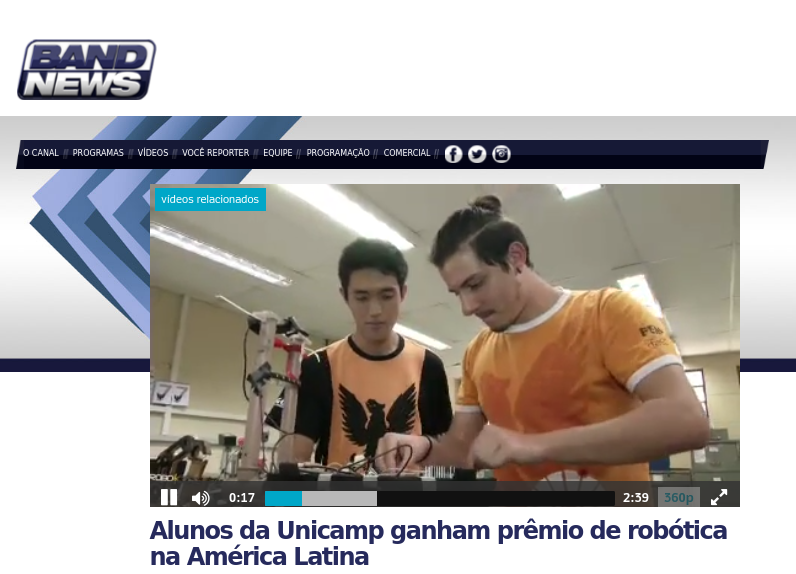 BAND
NEWS
O CANAL // PROGRAMAS // VÍDEOS // VOCÊ REPORTER // EQUIPE // PROGRAMAÇÃO // COMERCIAL //
vídeos relacionados
77
0:17 2:39 360p
Alunos da Unicamp ganham prêmio de robótica
na América Latina